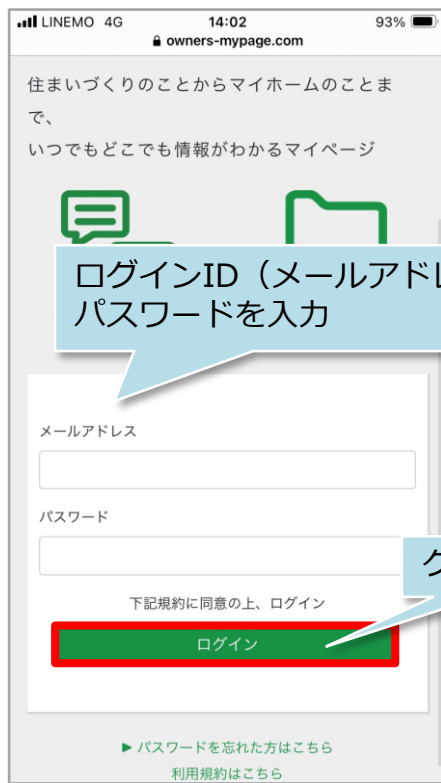 LINEMO 4G 14:02 93%
owners-mypage.com
住まいづくりのことからマイホームのことま
で、
いつでもどこでも情報がわかるマイページ
ログインID（メールアド
パスワードを入力
メールアドレス
パスワード
下記規約に同意の上、ログイン
ログイン
▶ パスワードを忘れた方はこちら
利用規約はこちら